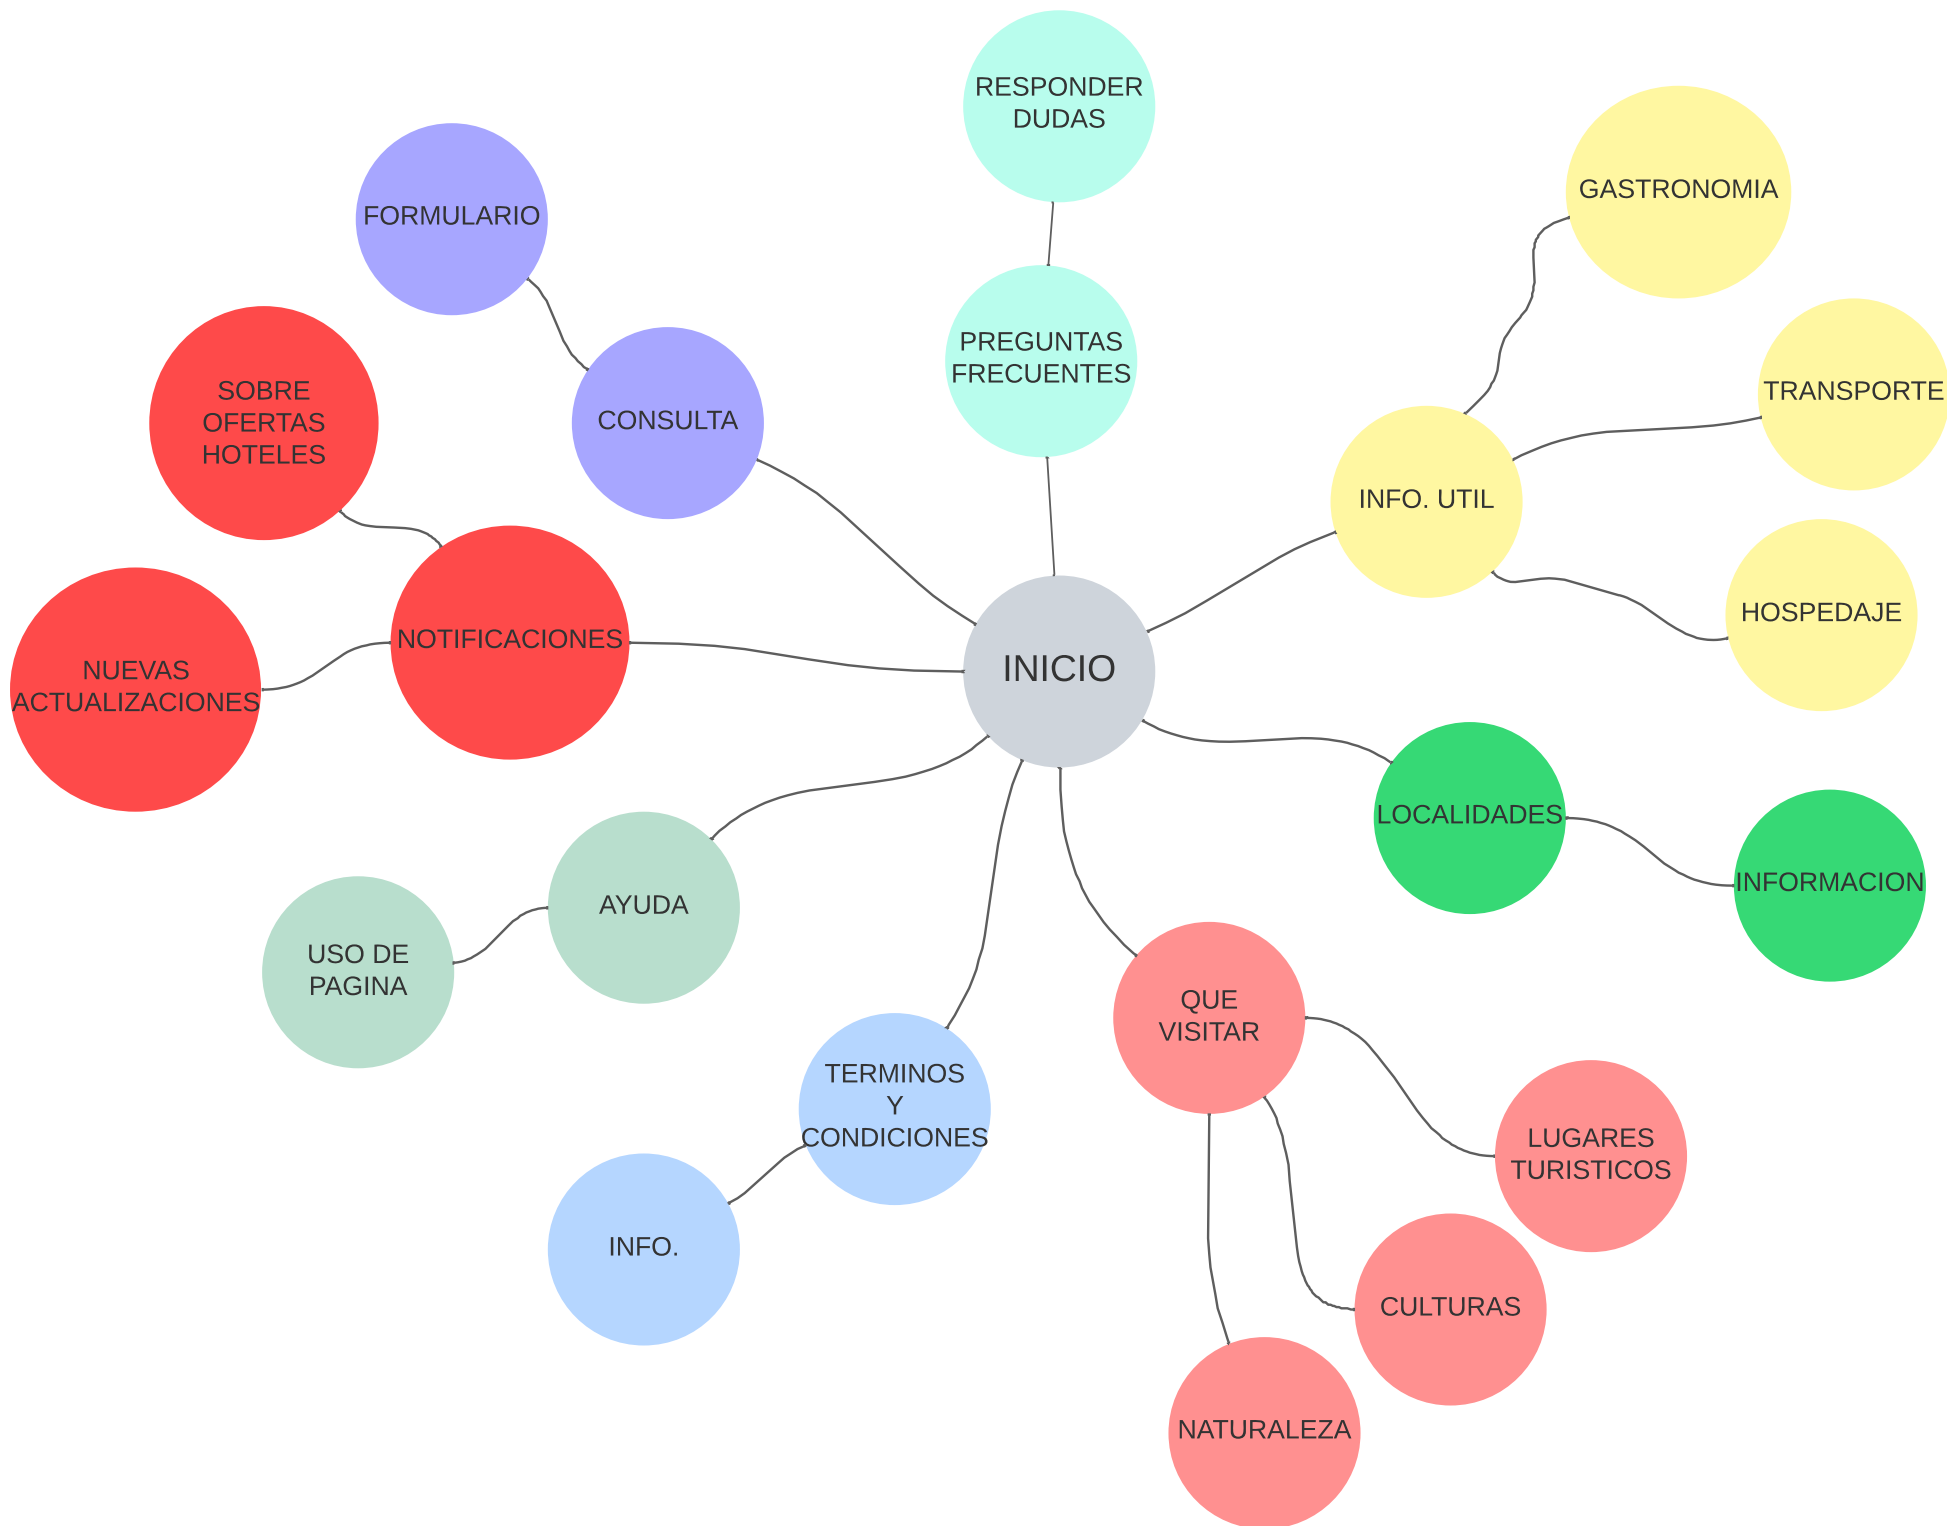 RESPONDER
DUDAS
GASTRONOMIA
FORMULARIO
PREGUNTAS
FRECUENTES
TRANSPORTE
SOBRE
OFERTAS
HOTELES
CONSULTA
INFO. UTIL
HOSPEDAJE
NOTIFICACIONES
INICIO
NUEVAS
ACTUALIZACIONES
LOCALIDADES
INFORMACION
AYUDA
USO DE
PAGINA
QUE
VISITAR
TERMINOS
Y
CONDICIONES
LUGARES
TURISTICOS
INFO.
CULTURAS
NATURALEZA